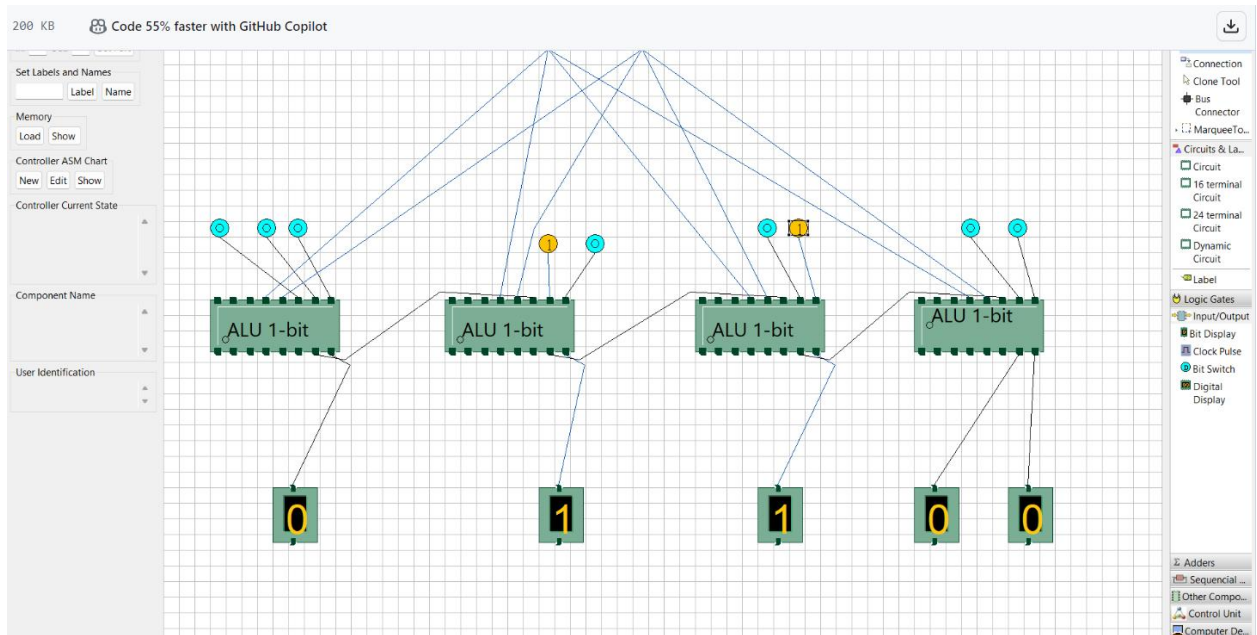 200 KB
Code 55% faster with GitHub Copilot
Set Labels and Names
Label Name
Memory
Load Show
Controller ASM Chart
New Edit Show
Controller Current State
Component Name
User Identification
1
1
ALU 1-bit
ALU 1-bit
ALU 1-bit
ALU 1-bit
0
1
1
0
0
Connection
Clone Tool
Bus
Connector
MarqueeTo...
Circuits & La...
Circuit
16 terminal
Circuit
24 terminal
Circuit
Dynamic
Circuit
Label
Logic Gates
Input/Output
Bit Display
Clock Pulse
Bit Switch
Digital
Display
Σ Adders
Sequential ...
Other Compo...
Control Unit
Computer De...